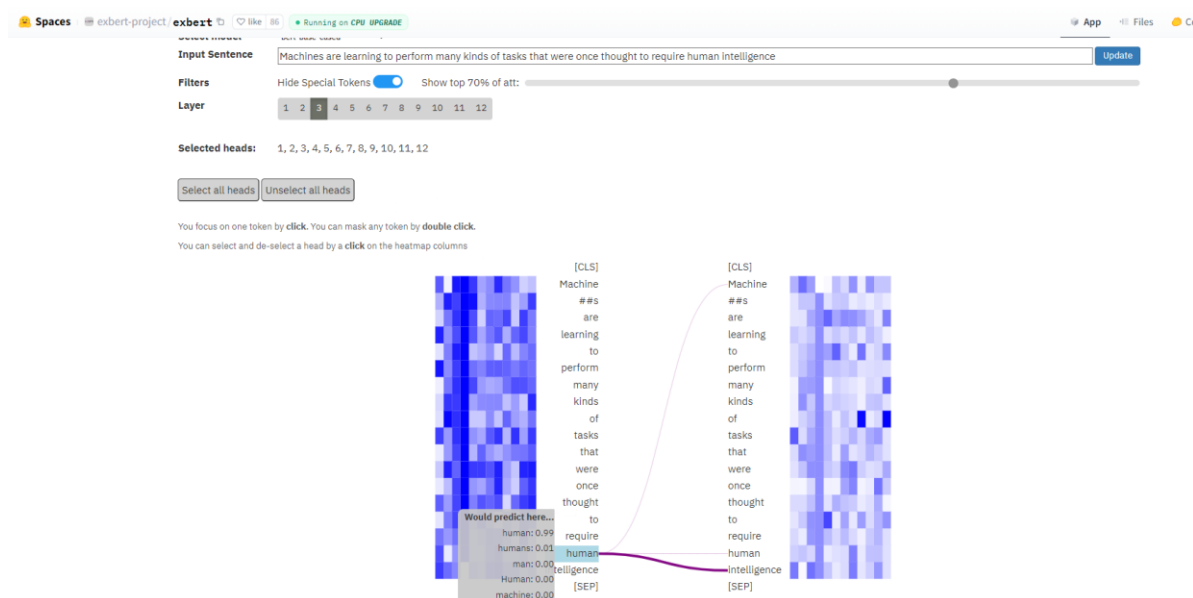 Spaces exbert-project/exbert like 86 Running on CPU UPGRADE App Files
Input Sentence Machines are learning to perform many kinds of tasks that were once thought to require human intelligence Update
Filters Hide Special Tokens Show top 70% of att:
Layer 1 2 3 4 5 6 7 8 9 10 11 12
Selected heads: 1, 2, 3, 4, 5, 6, 7, 8, 9, 10, 11, 12
Select all heads Unselect all heads
You focus on one token by click. You can mask any token by double click.
You can select and de-select a head by a click on the heatmap columns
[CLS] [CLS]
Machine Machine
##s ##s
are are
learning learning
to to
perform perform
many many
kinds kinds
of of
tasks tasks
that that
were were
once once
thought thought
Would predict here... to to
human: 0.99 require require
humans: 0.01 human human
man: 0.00 telligence intelligence
Human: 0.00 [SEP] [SEP]
machine: 0.00